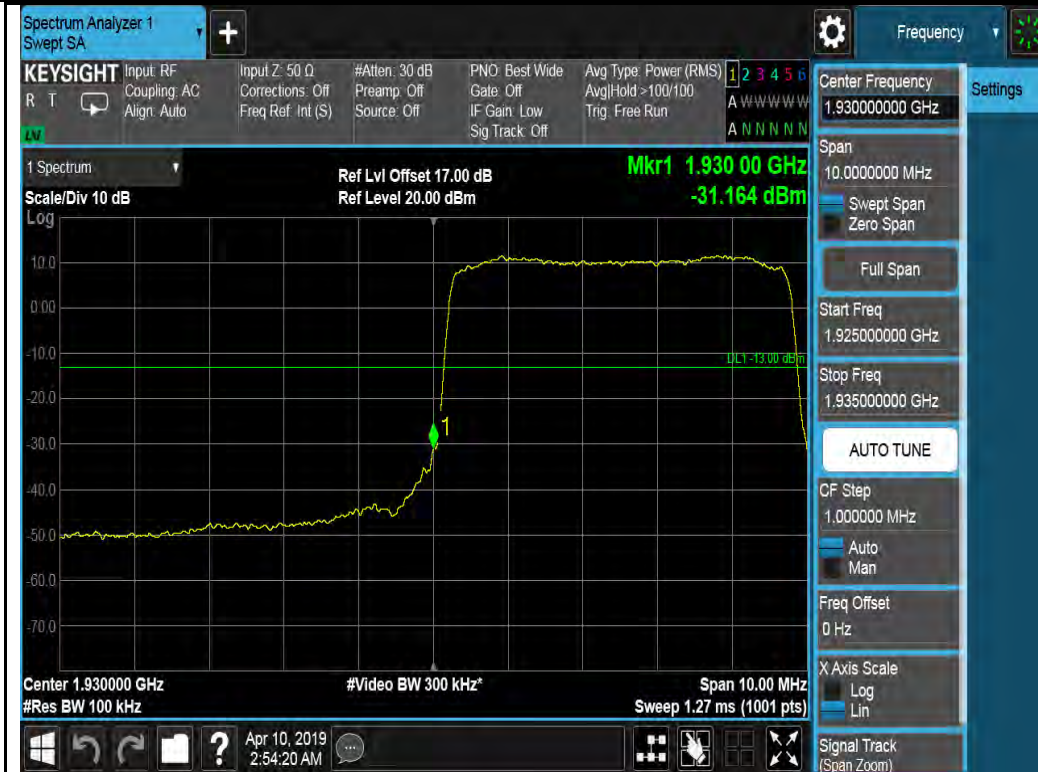 Spectrum Analyzer 1
Swept SA
+
Frequency
KEYSIGHT
R T
LVI
Input: RF
Coupling: AC
Align: Auto
Input Z: 50 Ω
Corrections: Off
Freq Ref: Int (S)
#Atten: 30 dB
Preamp: Off
Source: Off
PNO: Best Wide
Gate: Off
IF Gain: Low
Sig Track: Off
Avg Type: Power (RMS)
Avg|Hold >100/100
Trig: Free Run
1 2 3 4 5 6
A W W W W W
A N N N N N
1 Spectrum
Scale/Div 10 dB
Log
Ref Lvl Offset 17.00 dB
Ref Level 20.00 dBm
Mkr1 1.930 00 GHz
-31.164 dBm
10.0
0.00
-10.0
-20.0
-30.0
-40.0
-50.0
-60.0
-70.0
DL1 -13.00 dBm
1
Center 1.930000 GHz
#Res BW 100 kHz
#Video BW 300 kHz*
Span 10.00 MHz
Sweep 1.27 ms (1001 pts)
?
Apr 10, 2019
2:54:20 AM
Center Frequency
1.930000000 GHz
Span
10.0000000 MHz
Swept Span
Zero Span
Full Span
Start Freq
1.925000000 GHz
Stop Freq
1.935000000 GHz
AUTO TUNE
CF Step
1.000000 MHz
Auto
Man
Freq Offset
0 Hz
X Axis Scale
Log
Lin
Signal Track
(Span Zoom)
Settings